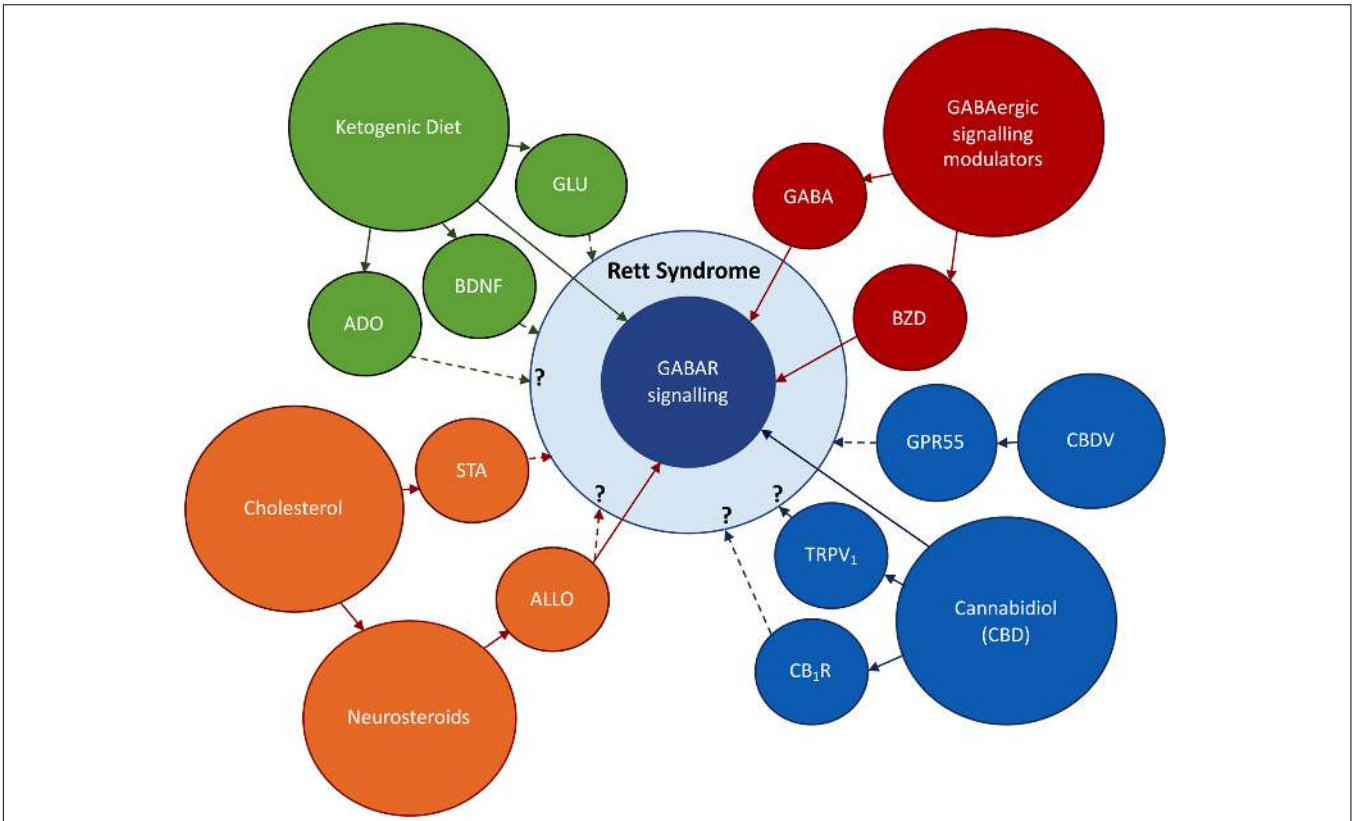 Ketogenic Diet
GLU
BDNF
ADO
GABAergic
signalling
modulators
GABA
BZD
Rett Syndrome
GABAR
signalling
?
?
?
?
Cholesterol
STA
Neurosteroids
ALLO
GPR55
CBDV
TRPV₁
CB₁R
Cannabidiol
(CBD)